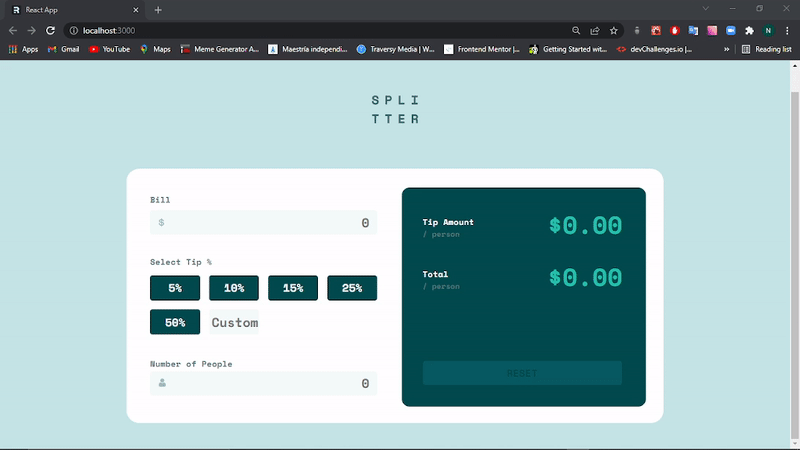 React App
localhost:3000
Apps
Gmail
YouTube
Maps
Meme Generator A...
Maestría independi...
Traversy Media | W...
Frontend Mentor |...
Getting Started wit...
devChallenges.io |...
»
Reading list
N
SPLI
TTER
Bill
$ 0
Select Tip %
5% 10% 15% 25%
50% Custom
Number of People
0
Tip Amount $0.00
/ person
Total $0.00
/ person
RESET